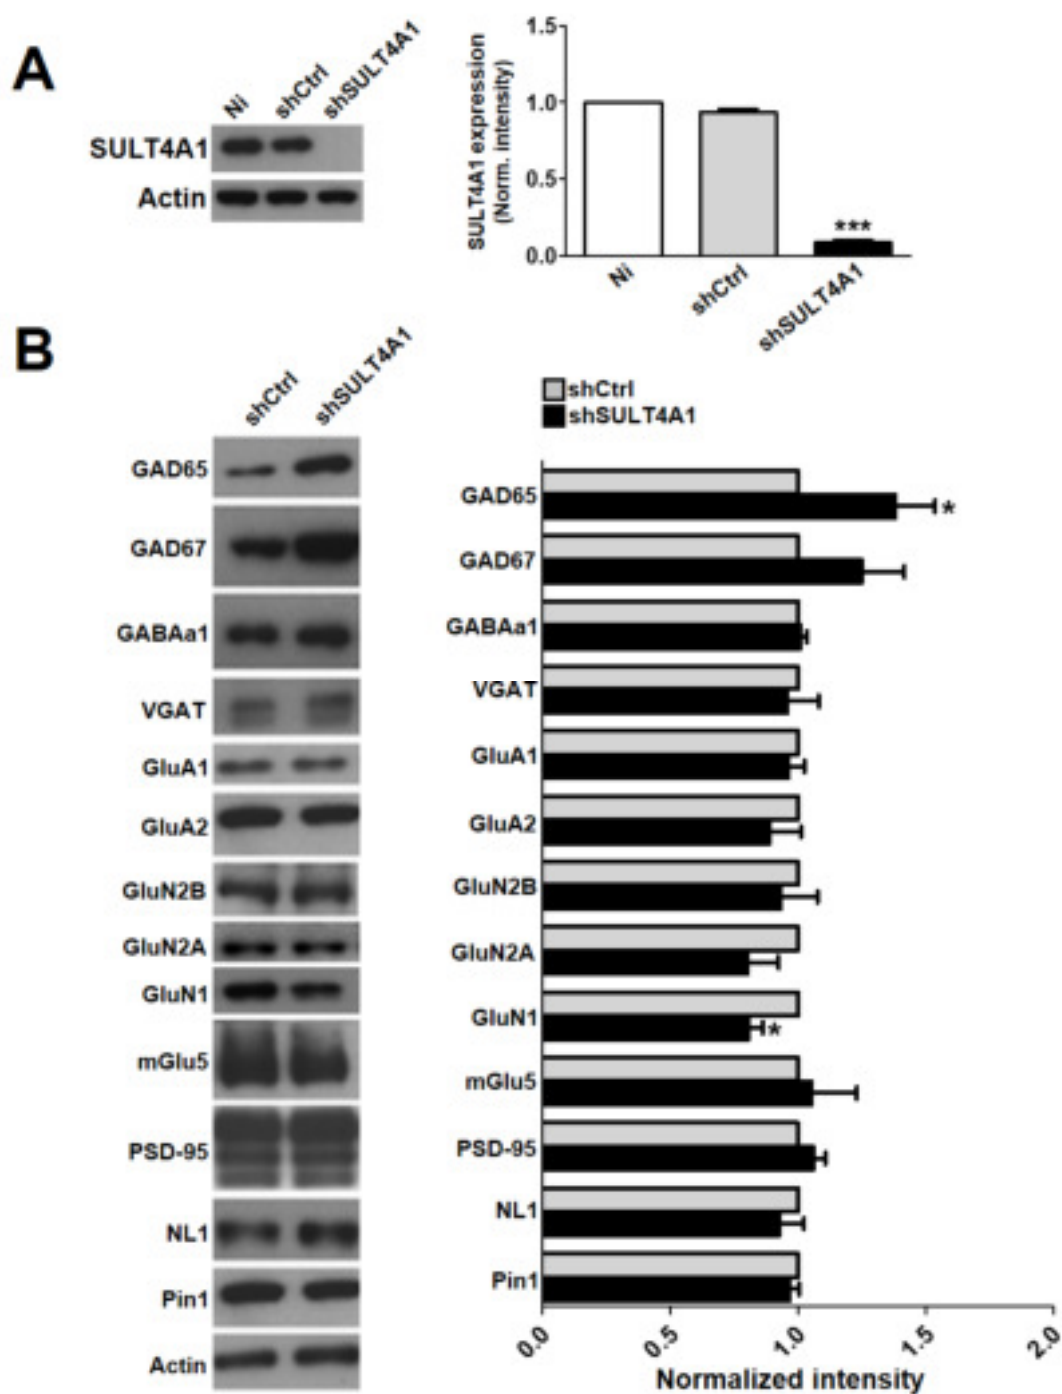 A
Ni
shCtrl
shSULT4A1
SULT4A1
Actin
SULT4A1 expression
(Norm. intensity)
1.5
1.0
0.5
0.0
***
Ni
shCtrl
shSULT4A1
B
shCtrl
shSULT4A1
GAD65
GAD67
GABAa1
VGAT
GluA1
GluA2
GluN2B
GluN2A
GluN1
mGlu5
PSD-95
NL1
Pin1
Actin
shCtrl
shSULT4A1
GAD65
*
GAD67
GABAa1
VGAT
GluA1
GluA2
GluN2B
GluN2A
GluN1
*
mGlu5
PSD-95
NL1
Pin1
0.0
0.5
1.0
1.5
2.0
Normalized intensity